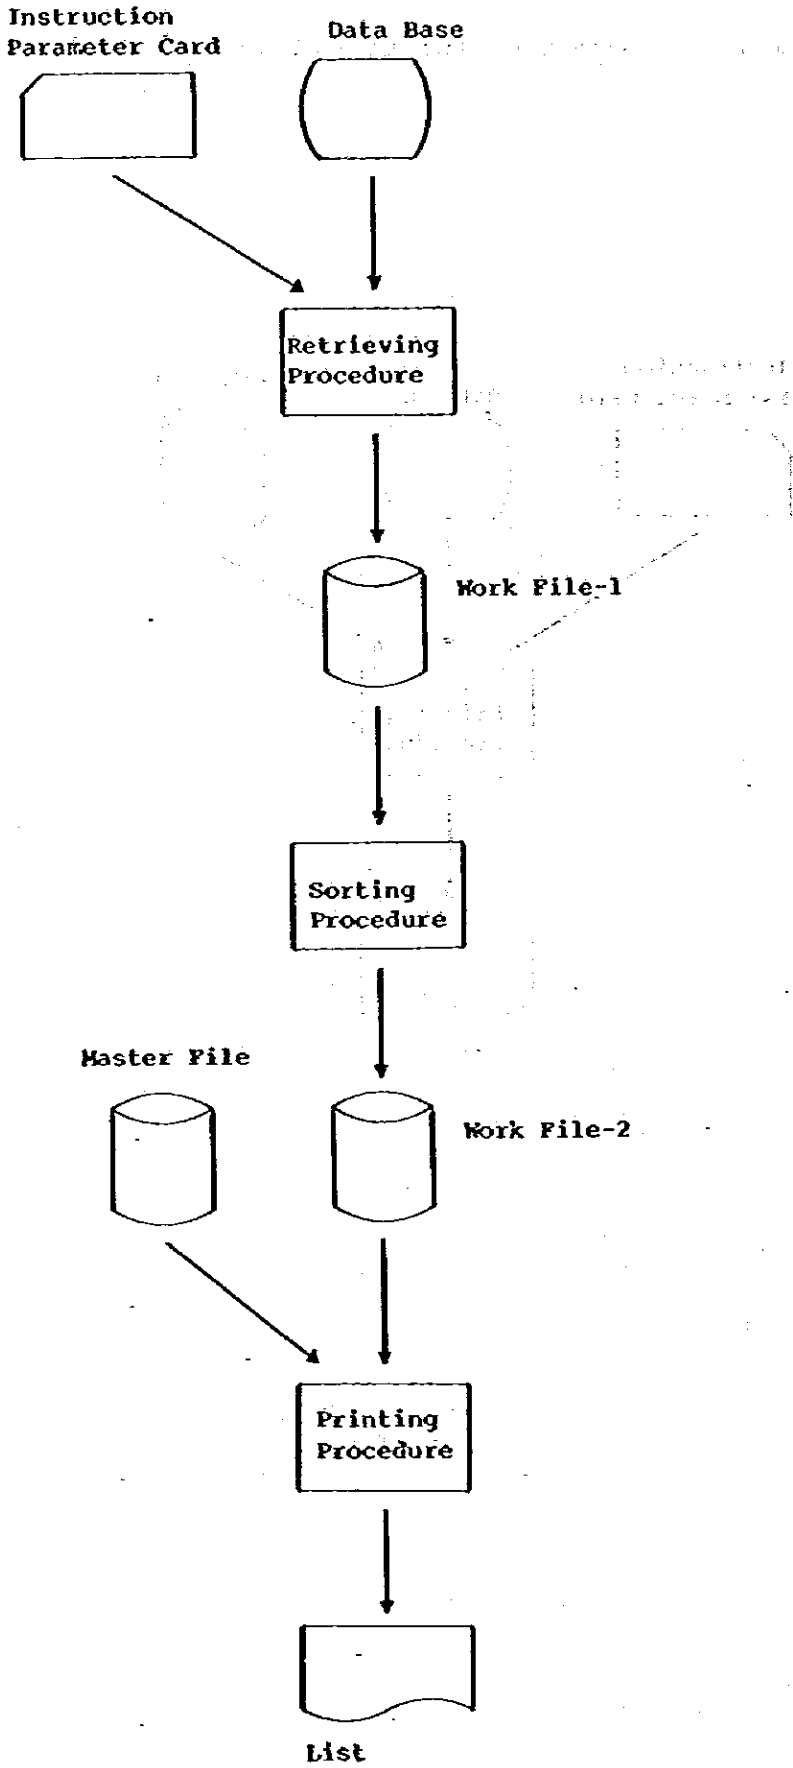 Instruction
Parameter Card
Data Base
Retrieving
Procedure
Work File-1
Sorting
Procedure
Master File
Work File-2
Printing
Procedure
List